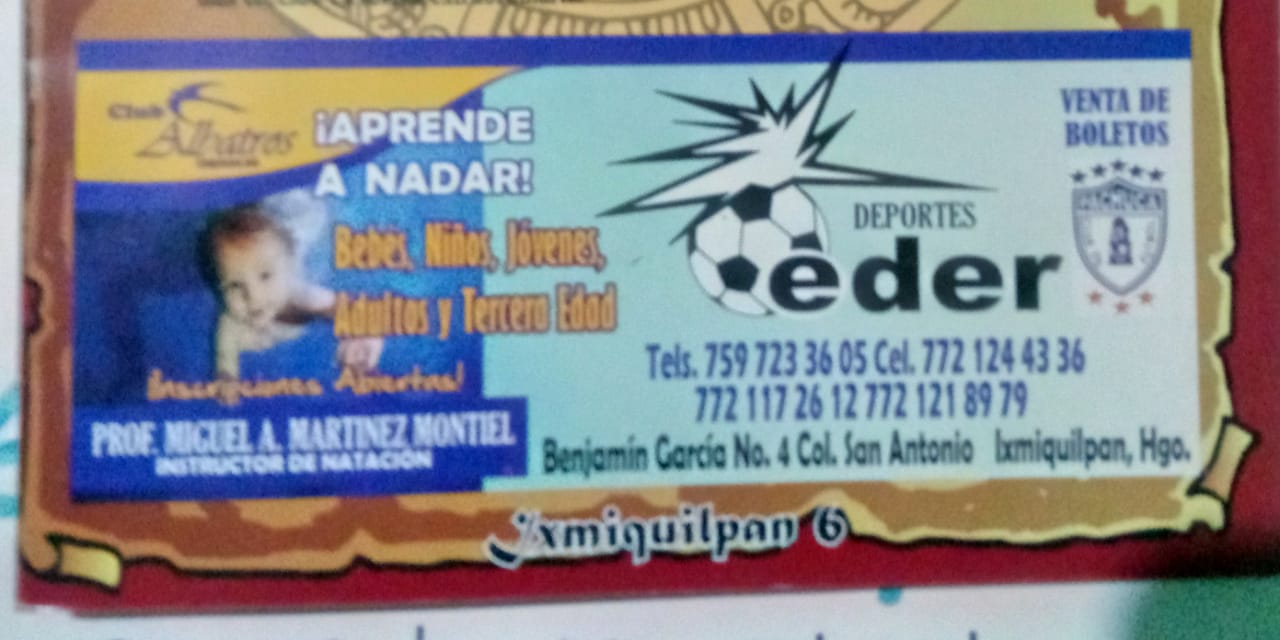 Club
Albatros
¡APRENDE
A NADAR!
Bebés, Niños, Jóvenes,
Adultos y Tercera Edad
¡Inscripciones Abiertas!
PROF. MIGUEL A. MARTINEZ MONTIEL
INSTRUCTOR DE NATACIÓN
DEPORTES
eder
VENTA DE
BOLETOS
PACHUCA
Tels. 759 723 36 05 Cel. 772 124 43 36
772 117 26 12 772 121 89 79
Benjamín García No. 4 Col. San Antonio Ixmiquilpan, Hgo.
Ixmiquilpan 6